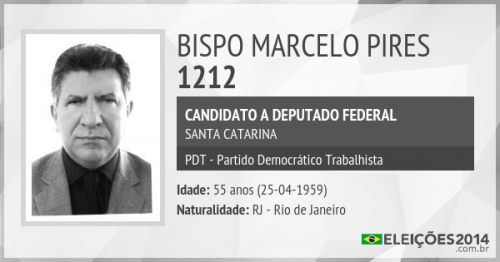 BISPO MARCELO PIRES
1212
CANDIDATO A DEPUTADO FEDERAL
SANTA CATARINA
PDT - Partido Democrático Trabalhista
Idade: 55 anos (25-04-1959)
Naturalidade: RJ - Rio de Janeiro
ELEIÇÕES2014
.com.br